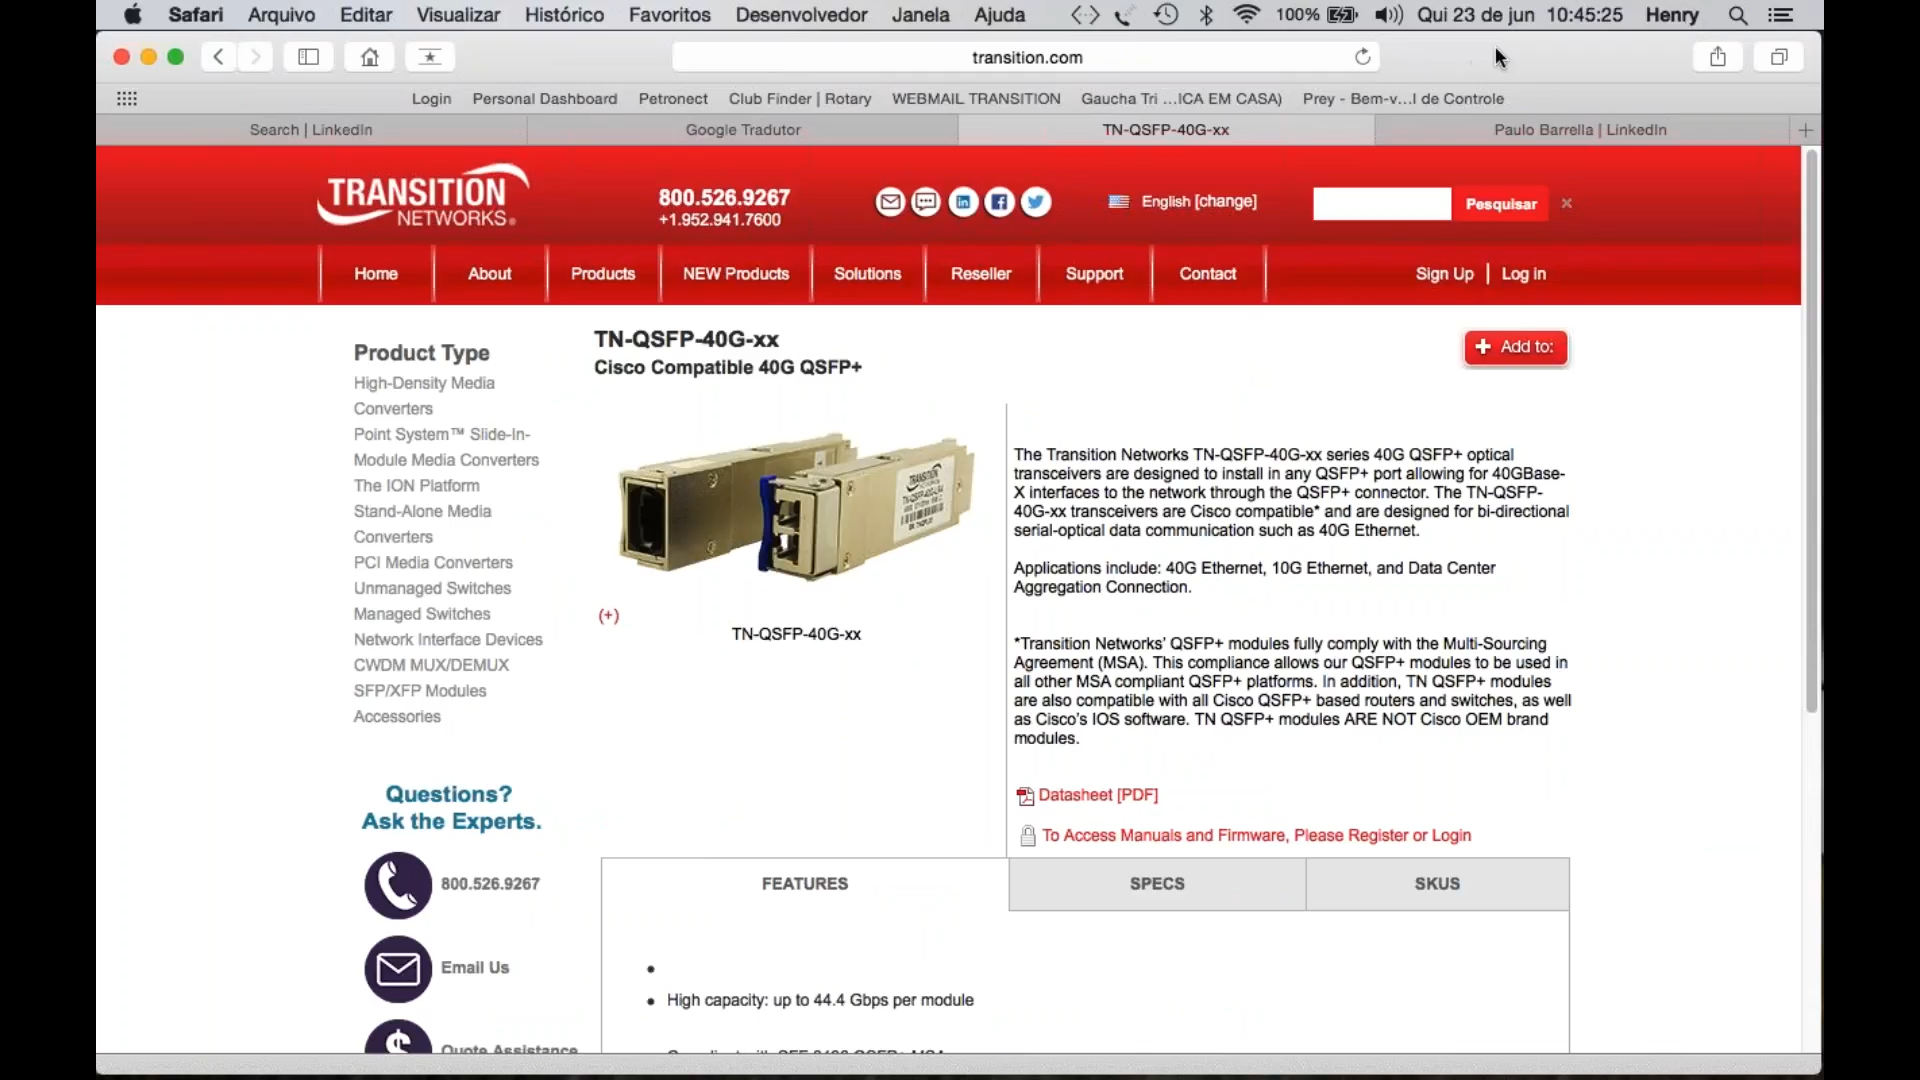 Safari Arquivo Editar Visualizar Histórico Favoritos Desenvolvedor Janela Ajuda 100% Qui 23 de jun 10:45:25 Henry
transition.com
Login Personal Dashboard Petronect Club Finder | Rotary WEBMAIL TRANSITION Gaucha Tri ...ICA EM CASA) Prey - Bem-v...l de Controle
Search | LinkedIn Google Tradutor TN-QSFP-40G-xx Paulo Barrella | LinkedIn
TRANSITION
NETWORKS®
800.526.9267
+1.952.941.7600
English [change]
Pesquisar
Home About Products NEW Products Solutions Reseller Support Contact Sign Up | Log in
Product Type
High-Density Media
Converters
Point System™ Slide-In-
Module Media Converters
The ION Platform
Stand-Alone Media
Converters
PCI Media Converters
Unmanaged Switches
Managed Switches
Network Interface Devices
CWDM MUX/DEMUX
SFP/XFP Modules
Accessories
Questions?
Ask the Experts.
800.526.9267
Email Us
Quote Assistance
TN-QSFP-40G-xx
Cisco Compatible 40G QSFP+
+ Add to:
TRANSITION
(+)
TN-QSFP-40G-xx
The Transition Networks TN-QSFP-40G-xx series 40G QSFP+ optical
transceivers are designed to install in any QSFP+ port allowing for 40GBase-
X interfaces to the network through the QSFP+ connector. The TN-QSFP-
40G-xx transceivers are Cisco compatible* and are designed for bi-directional
serial-optical data communication such as 40G Ethernet.
Applications include: 40G Ethernet, 10G Ethernet, and Data Center
Aggregation Connection.
*Transition Networks' QSFP+ modules fully comply with the Multi-Sourcing
Agreement (MSA). This compliance allows our QSFP+ modules to be used in
all other MSA compliant QSFP+ platforms. In addition, TN QSFP+ modules
are also compatible with all Cisco QSFP+ based routers and switches, as well
as Cisco's IOS software. TN QSFP+ modules ARE NOT Cisco OEM brand
modules.
Datasheet [PDF]
To Access Manuals and Firmware, Please Register or Login
FEATURES SPECS SKUS
High capacity: up to 44.4 Gbps per module